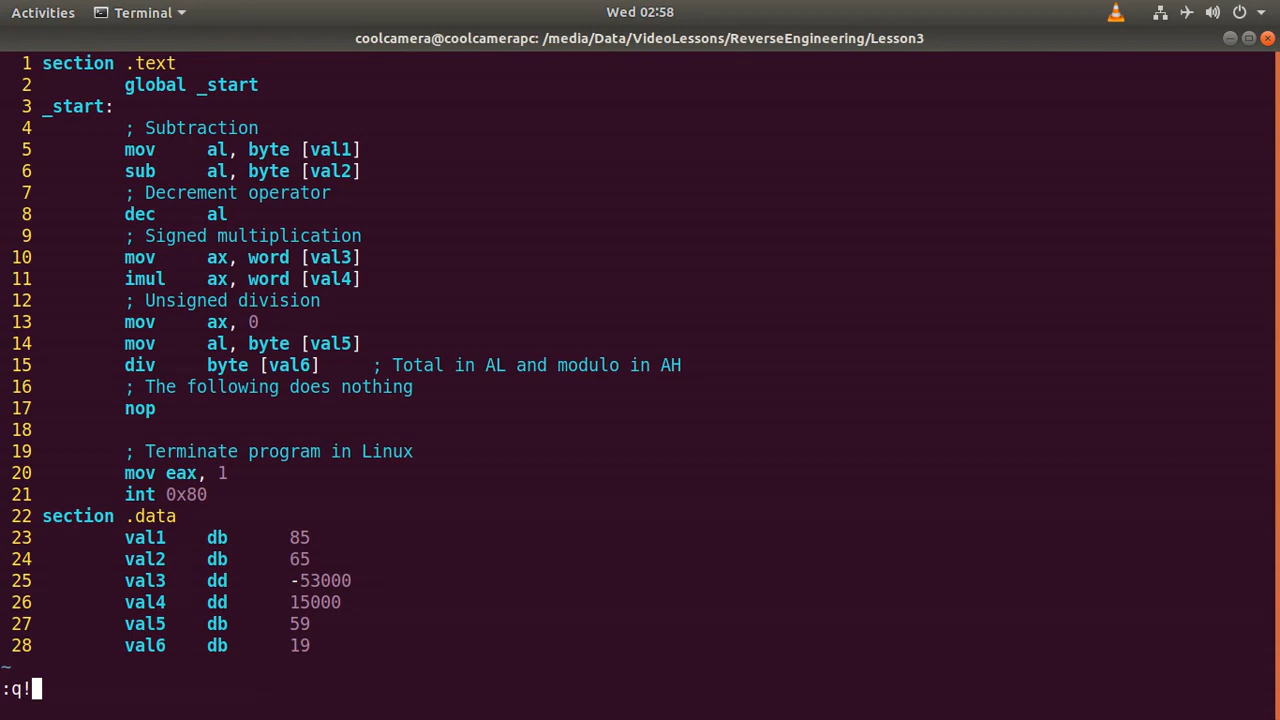 Activities Terminal Wed 02:58
coolcamera@coolcamerapc: /media/Data/VideoLessons/ReverseEngineering/Lesson3
1 section .text
2 global _start
3 _start:
4 ; Subtraction
5 mov al, byte [val1]
6 sub al, byte [val2]
7 ; Decrement operator
8 dec al
9 ; Signed multiplication
10 mov ax, word [val3]
11 imul ax, word [val4]
12 ; Unsigned division
13 mov ax, 0
14 mov al, byte [val5]
15 div byte [val6] ; Total in AL and modulo in AH
16 ; The following does nothing
17 nop
18
19 ; Terminate program in Linux
20 mov eax, 1
21 int 0x80
22 section .data
23 val1 db 85
24 val2 db 65
25 val3 dd -53000
26 val4 dd 15000
27 val5 db 59
28 val6 db 19
~
:q!